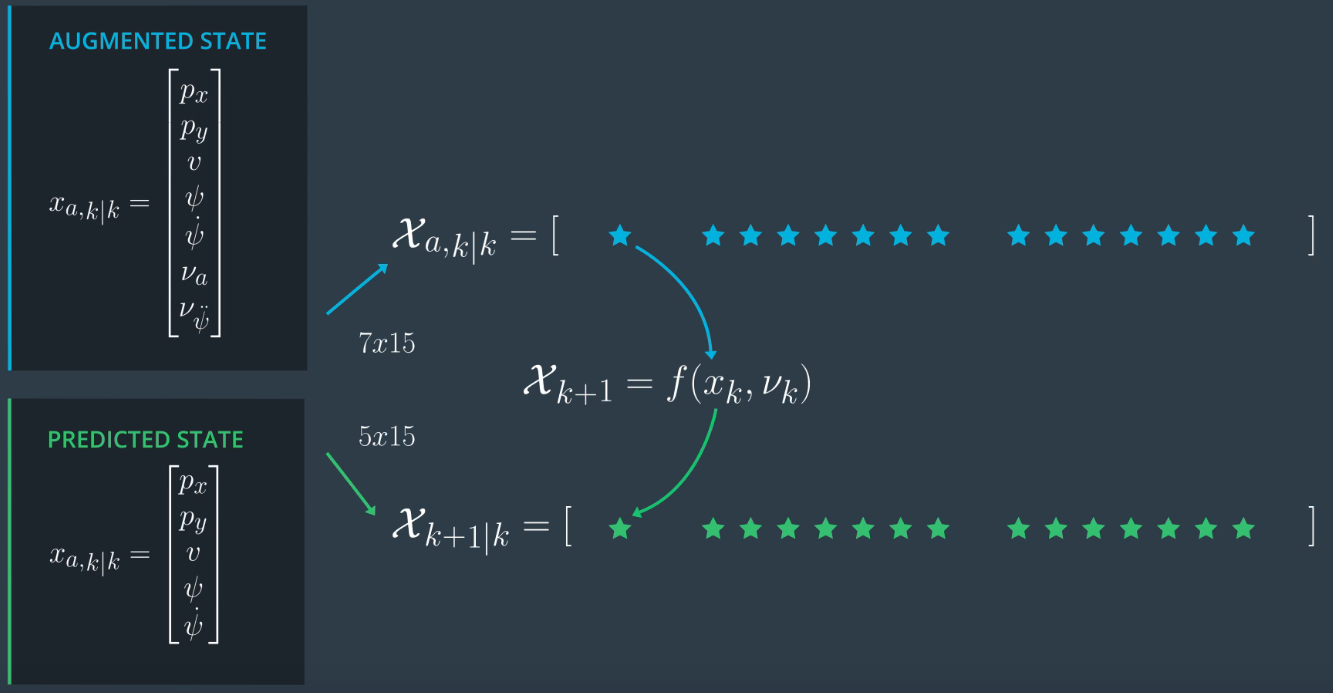 AUGMENTED STATE
x_{a,k|k} = [p_x p_y v ψ ψ̇ ν_a ν_ψ̈]
𝒳_{a,k|k} = [ ★ ★ ★ ★ ★ ★ ★ ★ ★ ★ ★ ★ ★ ★ ★ ]
7x15
𝒳_{k+1} = f(x_k, ν_k)
5x15
PREDICTED STATE
x_{a,k|k} = [p_x p_y v ψ ψ̇]
𝒳_{k+1|k} = [ ★ ★ ★ ★ ★ ★ ★ ★ ★ ★ ★ ★ ★ ★ ★ ]